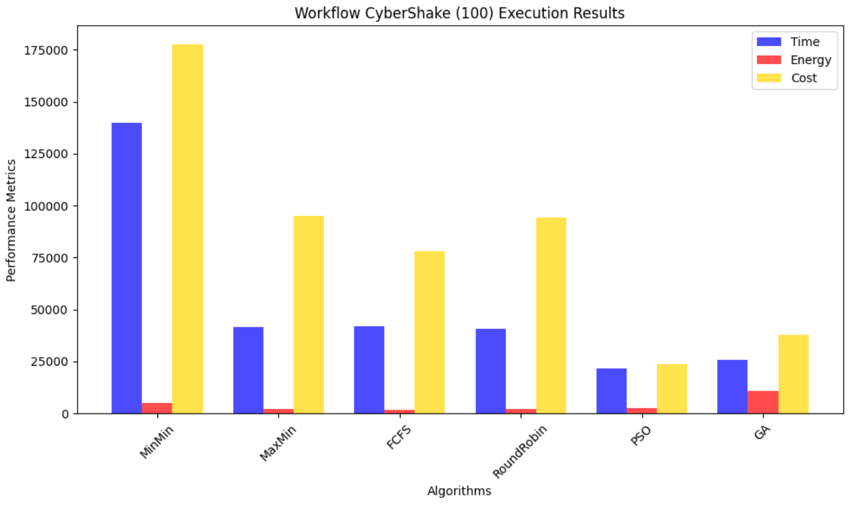 Workflow CyberShake (100) Execution Results
Time
Energy
Cost
Performance Metrics
175000
150000
125000
100000
75000
50000
25000
0
MinMin
MaxMin
FCFS
RoundRobin
PSO
GA
Algorithms